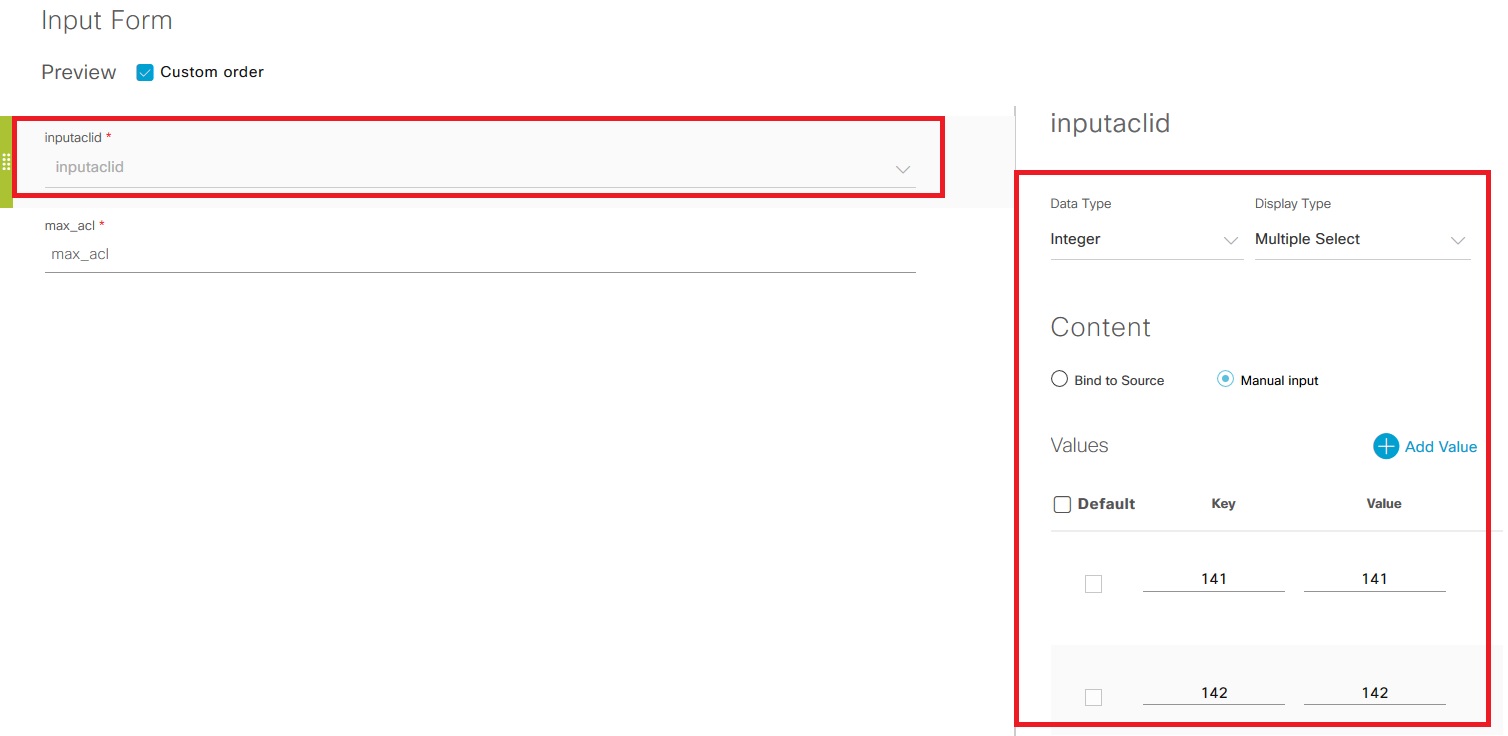 Input Form
Preview Custom order
inputaclid *
inputaclid
max_acl *
max_acl
inputaclid
Data Type Display Type
Integer Multiple Select
Content
Bind to Source Manual input
Values Add Value
Default Key Value
141 141
142 142